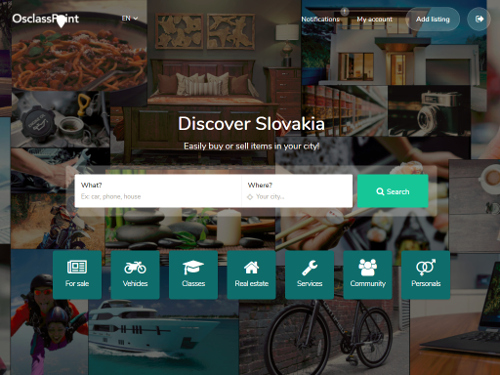 OsclassPoint
EN
Notifications
My account
Add listing
Discover Slovakia
Easily buy or sell items in your city!
What?
Where?
Ex: car, phone, house
Your city...
Search
For sale
Vehicles
Classes
Real estate
Services
Community
Personals